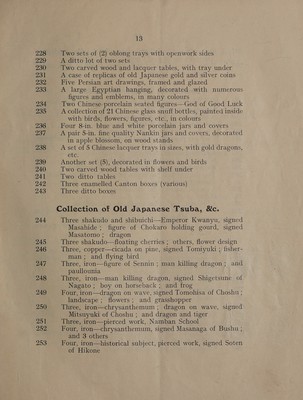 13
228 Two sets of (2) oblong trays with openwork sides
229 A ditto lot of two sets
230 Two carved wood and lacquer tables, with tray under
231 A case of replicas of old Japanese gold and silver coins
232 Five Persian art drawings, framed and glazed
233 A large Egyptian hanging, decorated with numerous
figures and emblems, in many colours
234 Two Chinese porcelain seated figures—God of Good Luck
235 A collection of 21 Chinese glass snuff bottles, painted inside
with birds, flowers, figures, etc., in colours
236 Four 8-in. blue and white porcelain jars and covers
237 A pair 8-in. fine quality Nankin jars and covers, decorated
in apple blossom, on wood stands
238 A set of 5 Chinese lacquer trays in sizes, with gold dragons,
etc.
239 Another set (5), decorated in flowers and birds
240 Two carved wood tables with shelf under
241 Two ditto tables
242 Three enamelled Canton boxes (various)
243 Three ditto boxes
Collection of Old Japanese Tsuba, &c.
244 Three shakudo and shibuichi—Emperor Kwanyu, signed
Masahide; figure of Chokaro holding gourd, signed
Masatomo; dragon
245 Three shakudo—floating cherries; others, flower design
246 Three, copper—cicada on pine, signed Tomiyuki; fisher-
man; and flying bird
247 Three, iron—figure of Sennin; man killing dragon; and
paullounia
248 Three, iron—man killing dragon, signed Shigetsuni of
Nagato; boy on horseback; and frog
249 Four, iron—dragon on wave, signed Tomohisa of Choshu;
landscape; flowers; and grasshopper
250 Three, iron—chrysanthemum; dragon on wave, signed
Mitsuyuki of Choshu; and dragon and tiger
251 Three, iron—pierced work, Namban School
252 Four, iron—chrysanthemum, signed Masanaga of Bushu,
and 3 others
253 Four, iron—historical subject, pierced work, signed Soten
of Hikone